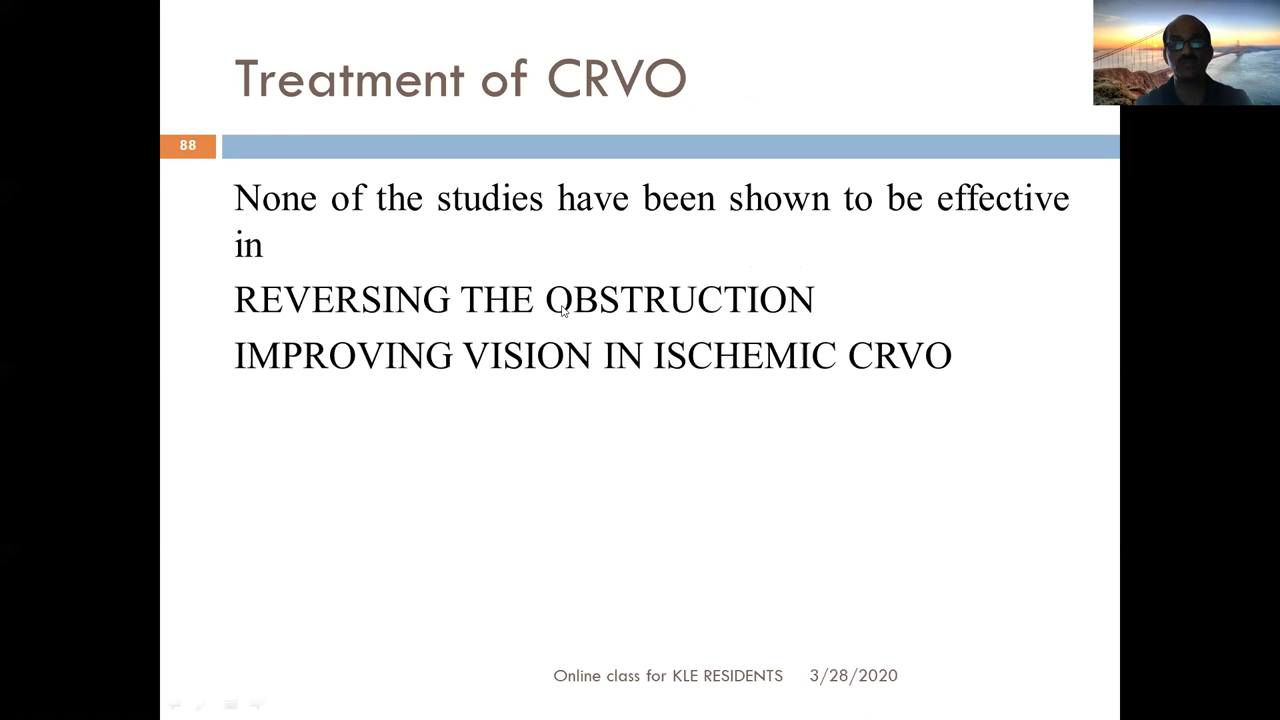 Treatment of CRVO
88
None of the studies have been shown to be effective
in
REVERSING THE OBSTRUCTION
IMPROVING VISION IN ISCHEMIC CRVO
Online class for KLE RESIDENTS 3/28/2020